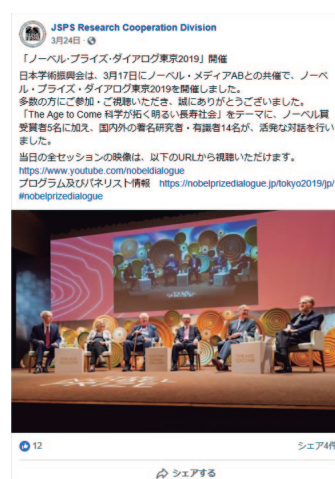 JSPS Research Cooperation Division
3月24日
「ノーベル・プライズ・ダイアログ東京2019」開催
日本学術振興会は、3月17日にノーベル・メディアABとの共催で、ノーベ
ル・プライズ・ダイアログ東京2019を開催しました。
多数の方にご参加・ご視聴いただき、誠にありがとうございました。
「The Age to Come 科学が拓く明るい長寿社会」をテーマに、ノーベル賞
受賞者5名に加え、国内外の著名研究者・有識者14名が、活発な対話を行い
ました。
当日の全セッションの映像は、以下のURLから視聴いただけます。
https://www.youtube.com/nobeldialogue
プログラム及びパネリスト情報 https://nobelprizedialogue.jp/tokyo2019/jp/
#nobelprizedialogue
12
シェア4件
シェアする